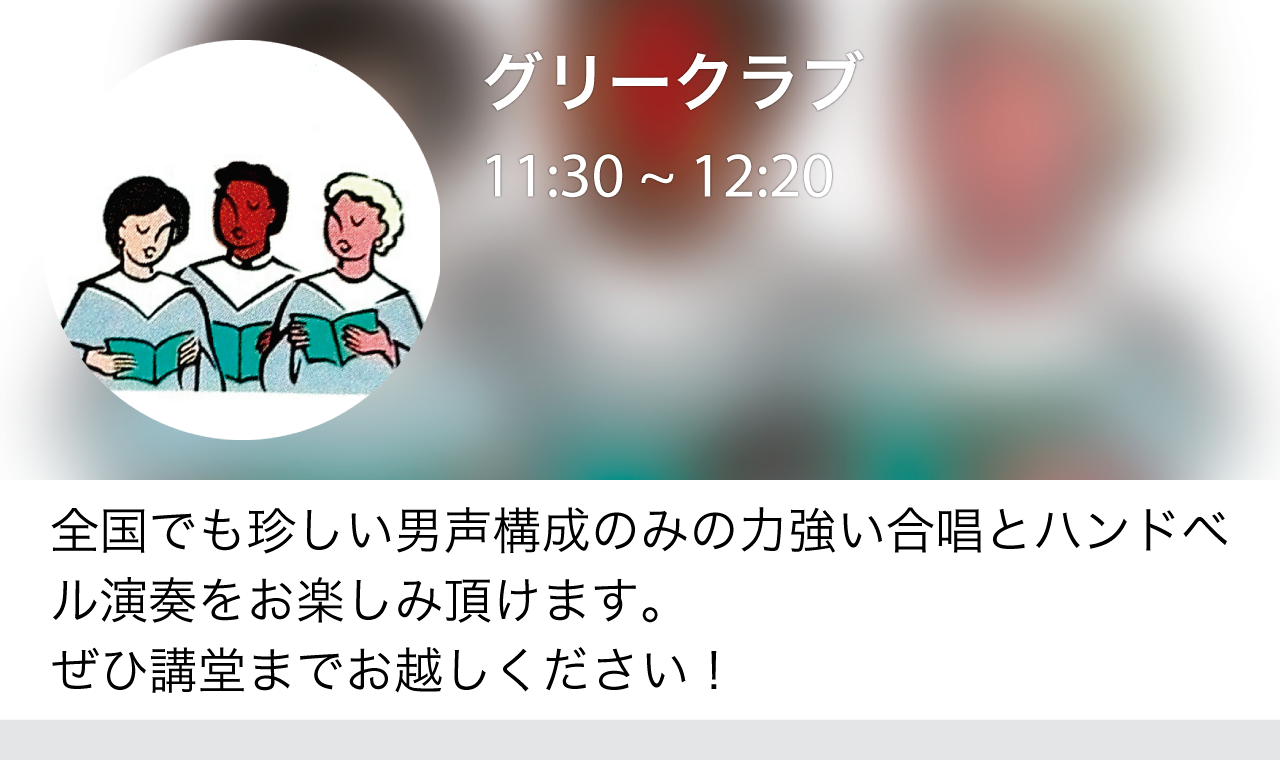 グリークラブ
11:30 ~ 12:20
全国でも珍しい男声構成のみの力強い合唱とハンドベ
ル演奏をお楽しみ頂けます。
ぜひ講堂までお越しください！